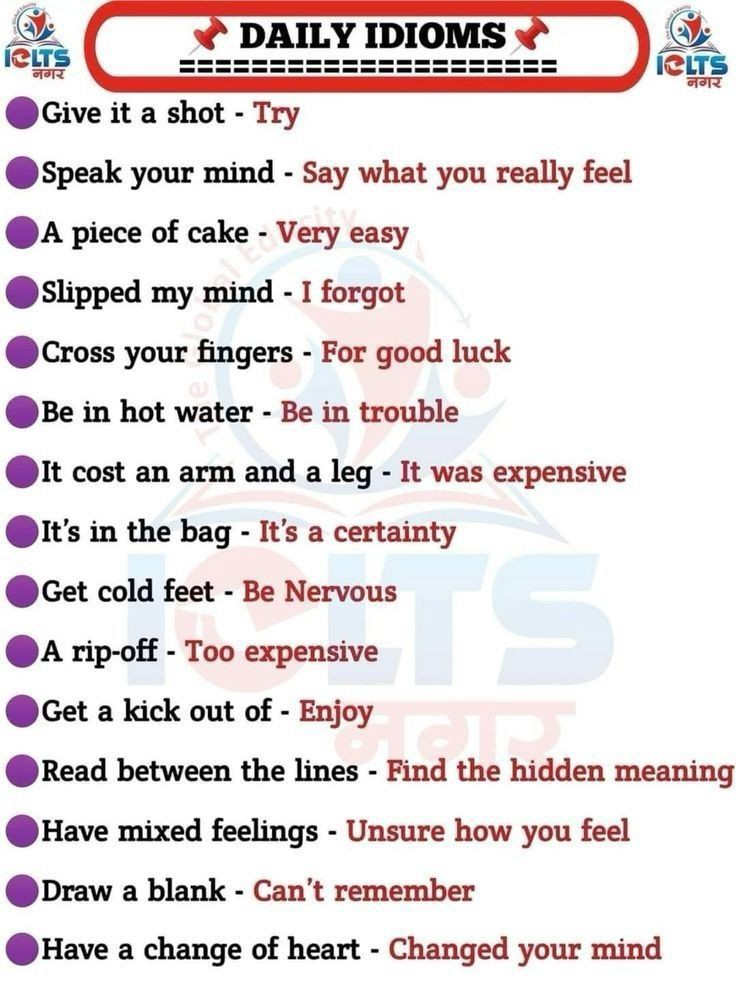 IELTS
नगर
DAILY IDIOMS
=====================
IELTS
नगर
Give it a shot - Try
Speak your mind - Say what you really feel
A piece of cake - Very easy
Slipped my mind - I forgot
Cross your fingers - For good luck
Be in hot water - Be in trouble
It cost an arm and a leg - It was expensive
It's in the bag - It's a certainty
Get cold feet - Be Nervous
A rip-off - Too expensive
Get a kick out of - Enjoy
Read between the lines - Find the hidden meaning
Have mixed feelings - Unsure how you feel
Draw a blank - Can't remember
Have a change of heart - Changed your mind
The Global Educity
IELTS
नगर